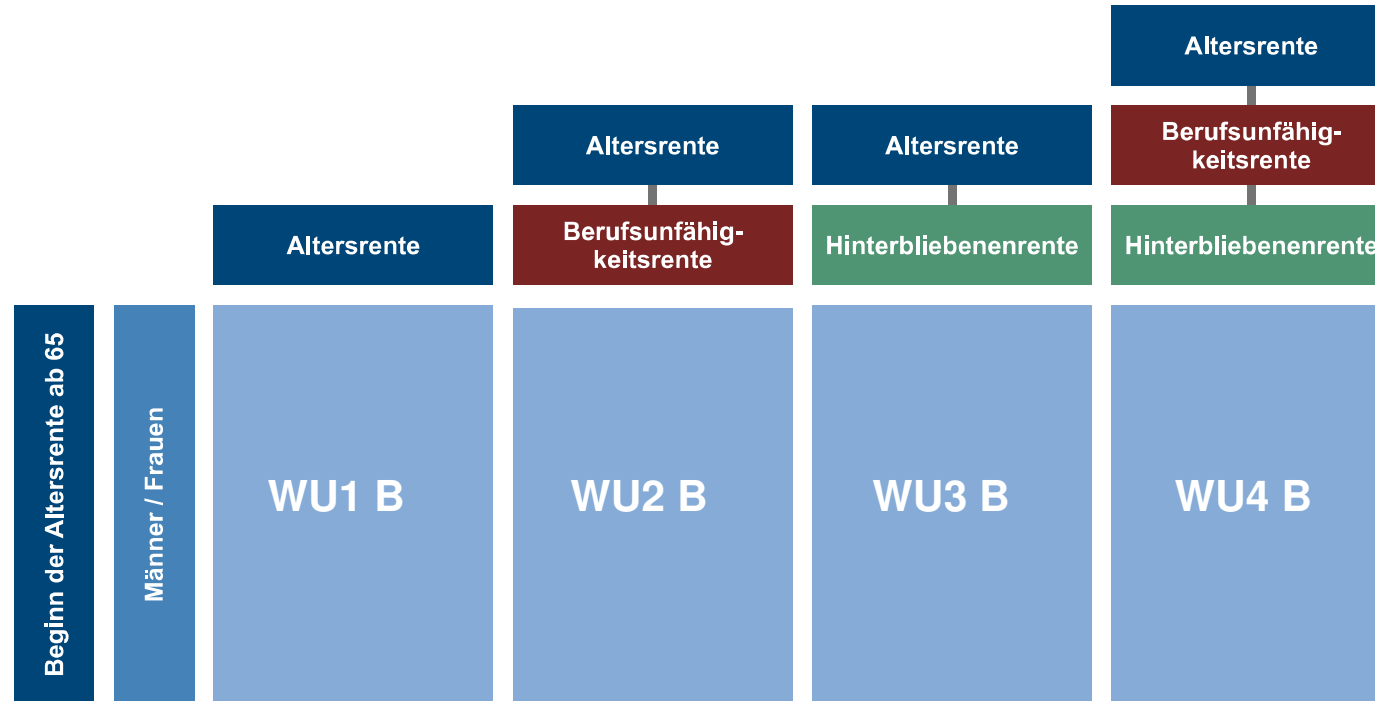 Altersrente
Altersrente
Altersrente
Berufsunfähig-
keitsrente
Altersrente
Berufsunfähig-
keitsrente
Hinterbliebenenrente
Hinterbliebenenrente
Beginn der Altersrente ab 65
Männer / Frauen
WU1 B
WU2 B
WU3 B
WU4 B